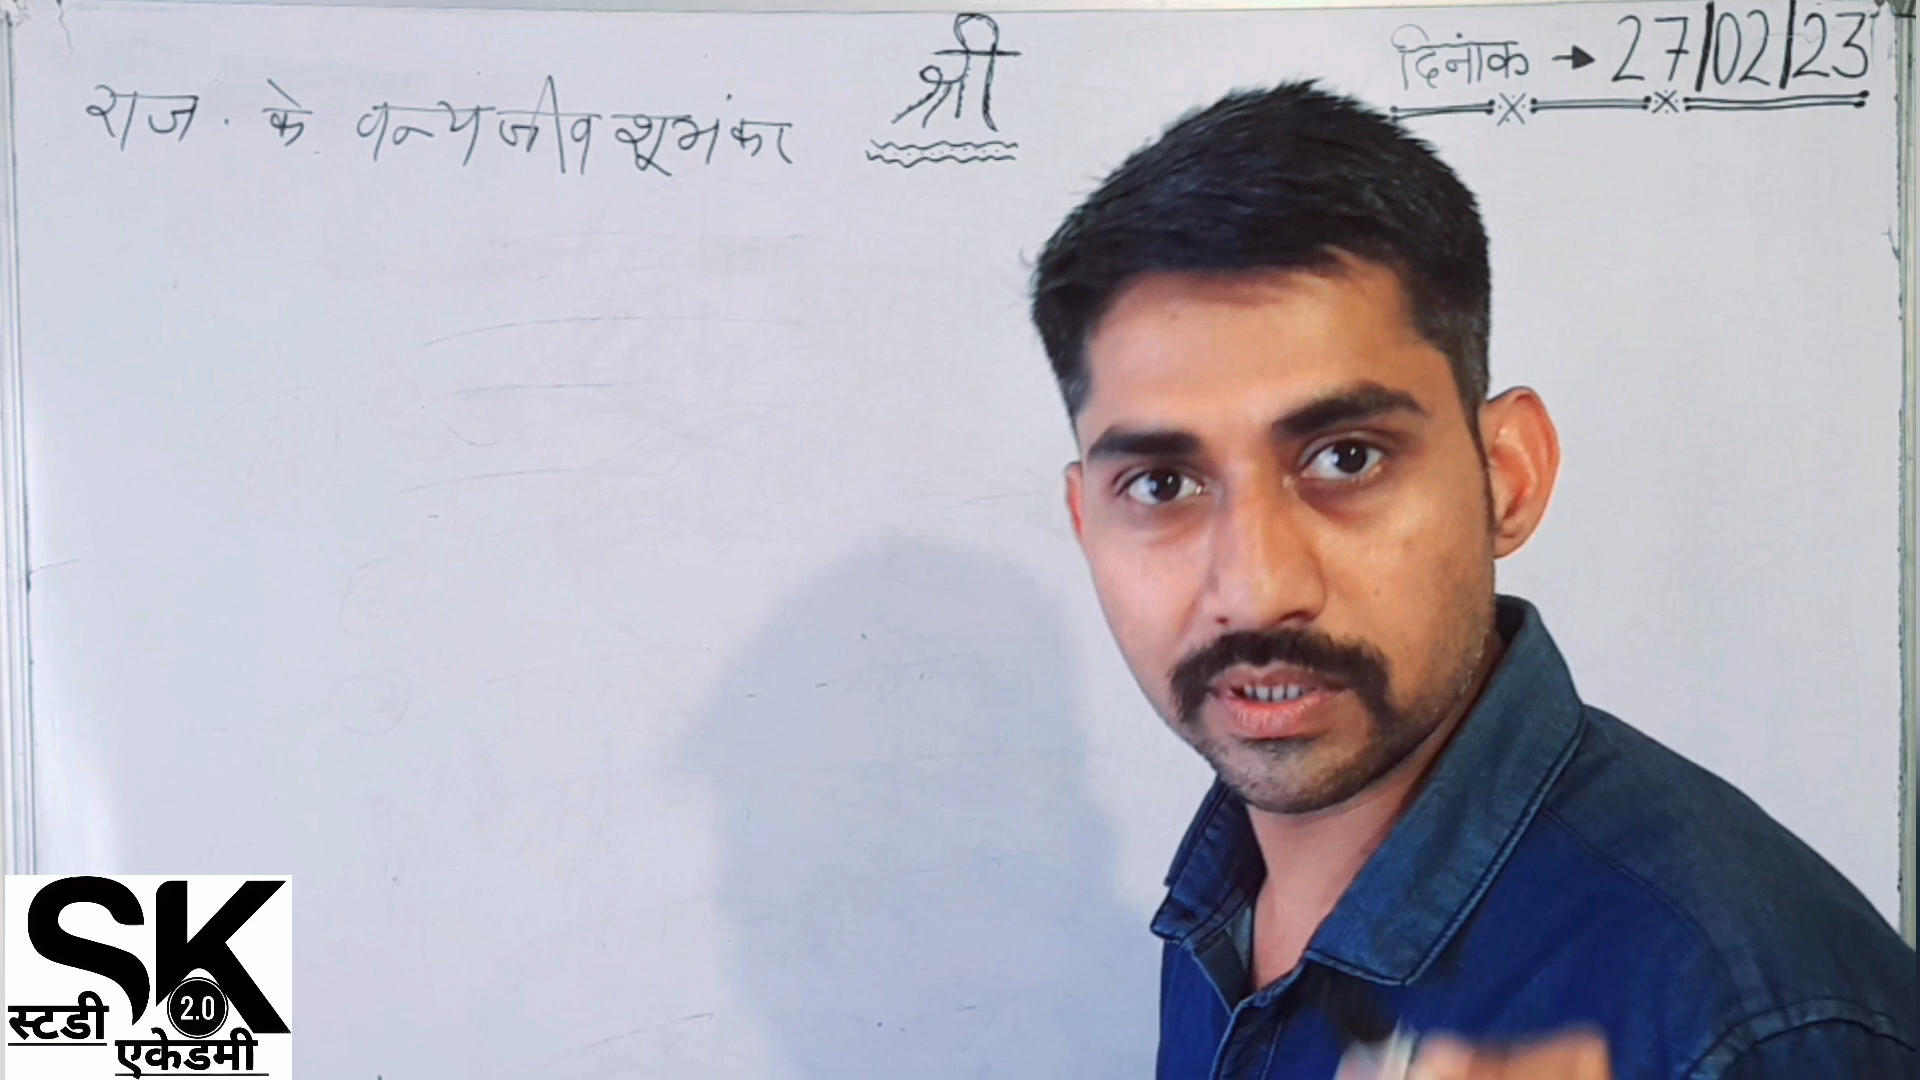 श्री
दिनांक → 27/02/23
राज. के वन्यजीव शूभंकर
SK
2.0
स्टडी
एकेडमी